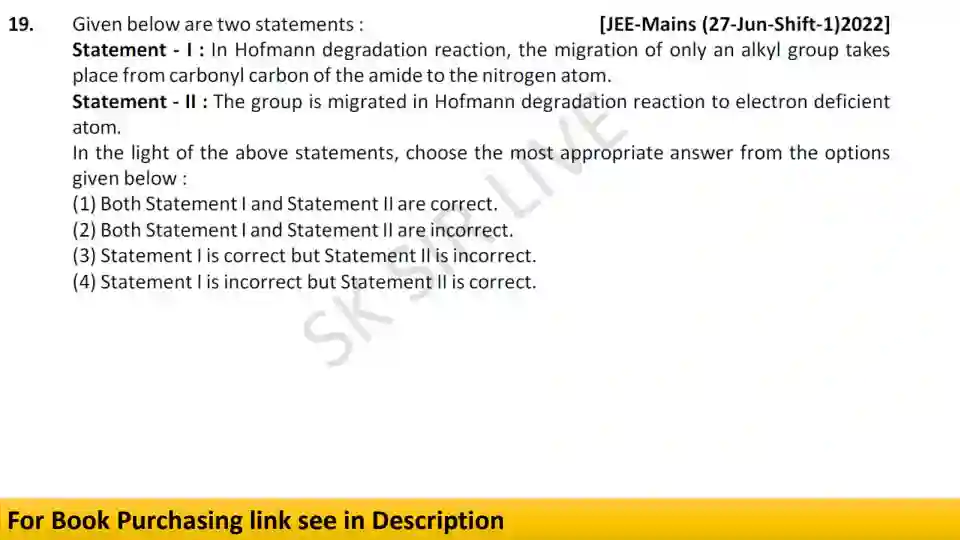 19. Given below are two statements : [JEE-Mains (27-Jun-Shift-1)2022]
Statement - I : In Hofmann degradation reaction, the migration of only an alkyl group takes
place from carbonyl carbon of the amide to the nitrogen atom.
Statement - II : The group is migrated in Hofmann degradation reaction to electron deficient
atom.
In the light of the above statements, choose the most appropriate answer from the options
given below :
(1) Both Statement I and Statement II are correct.
(2) Both Statement I and Statement II are incorrect.
(3) Statement I is correct but Statement II is incorrect.
(4) Statement I is incorrect but Statement II is correct.
SK SIR LIVE
For Book Purchasing link see in Description